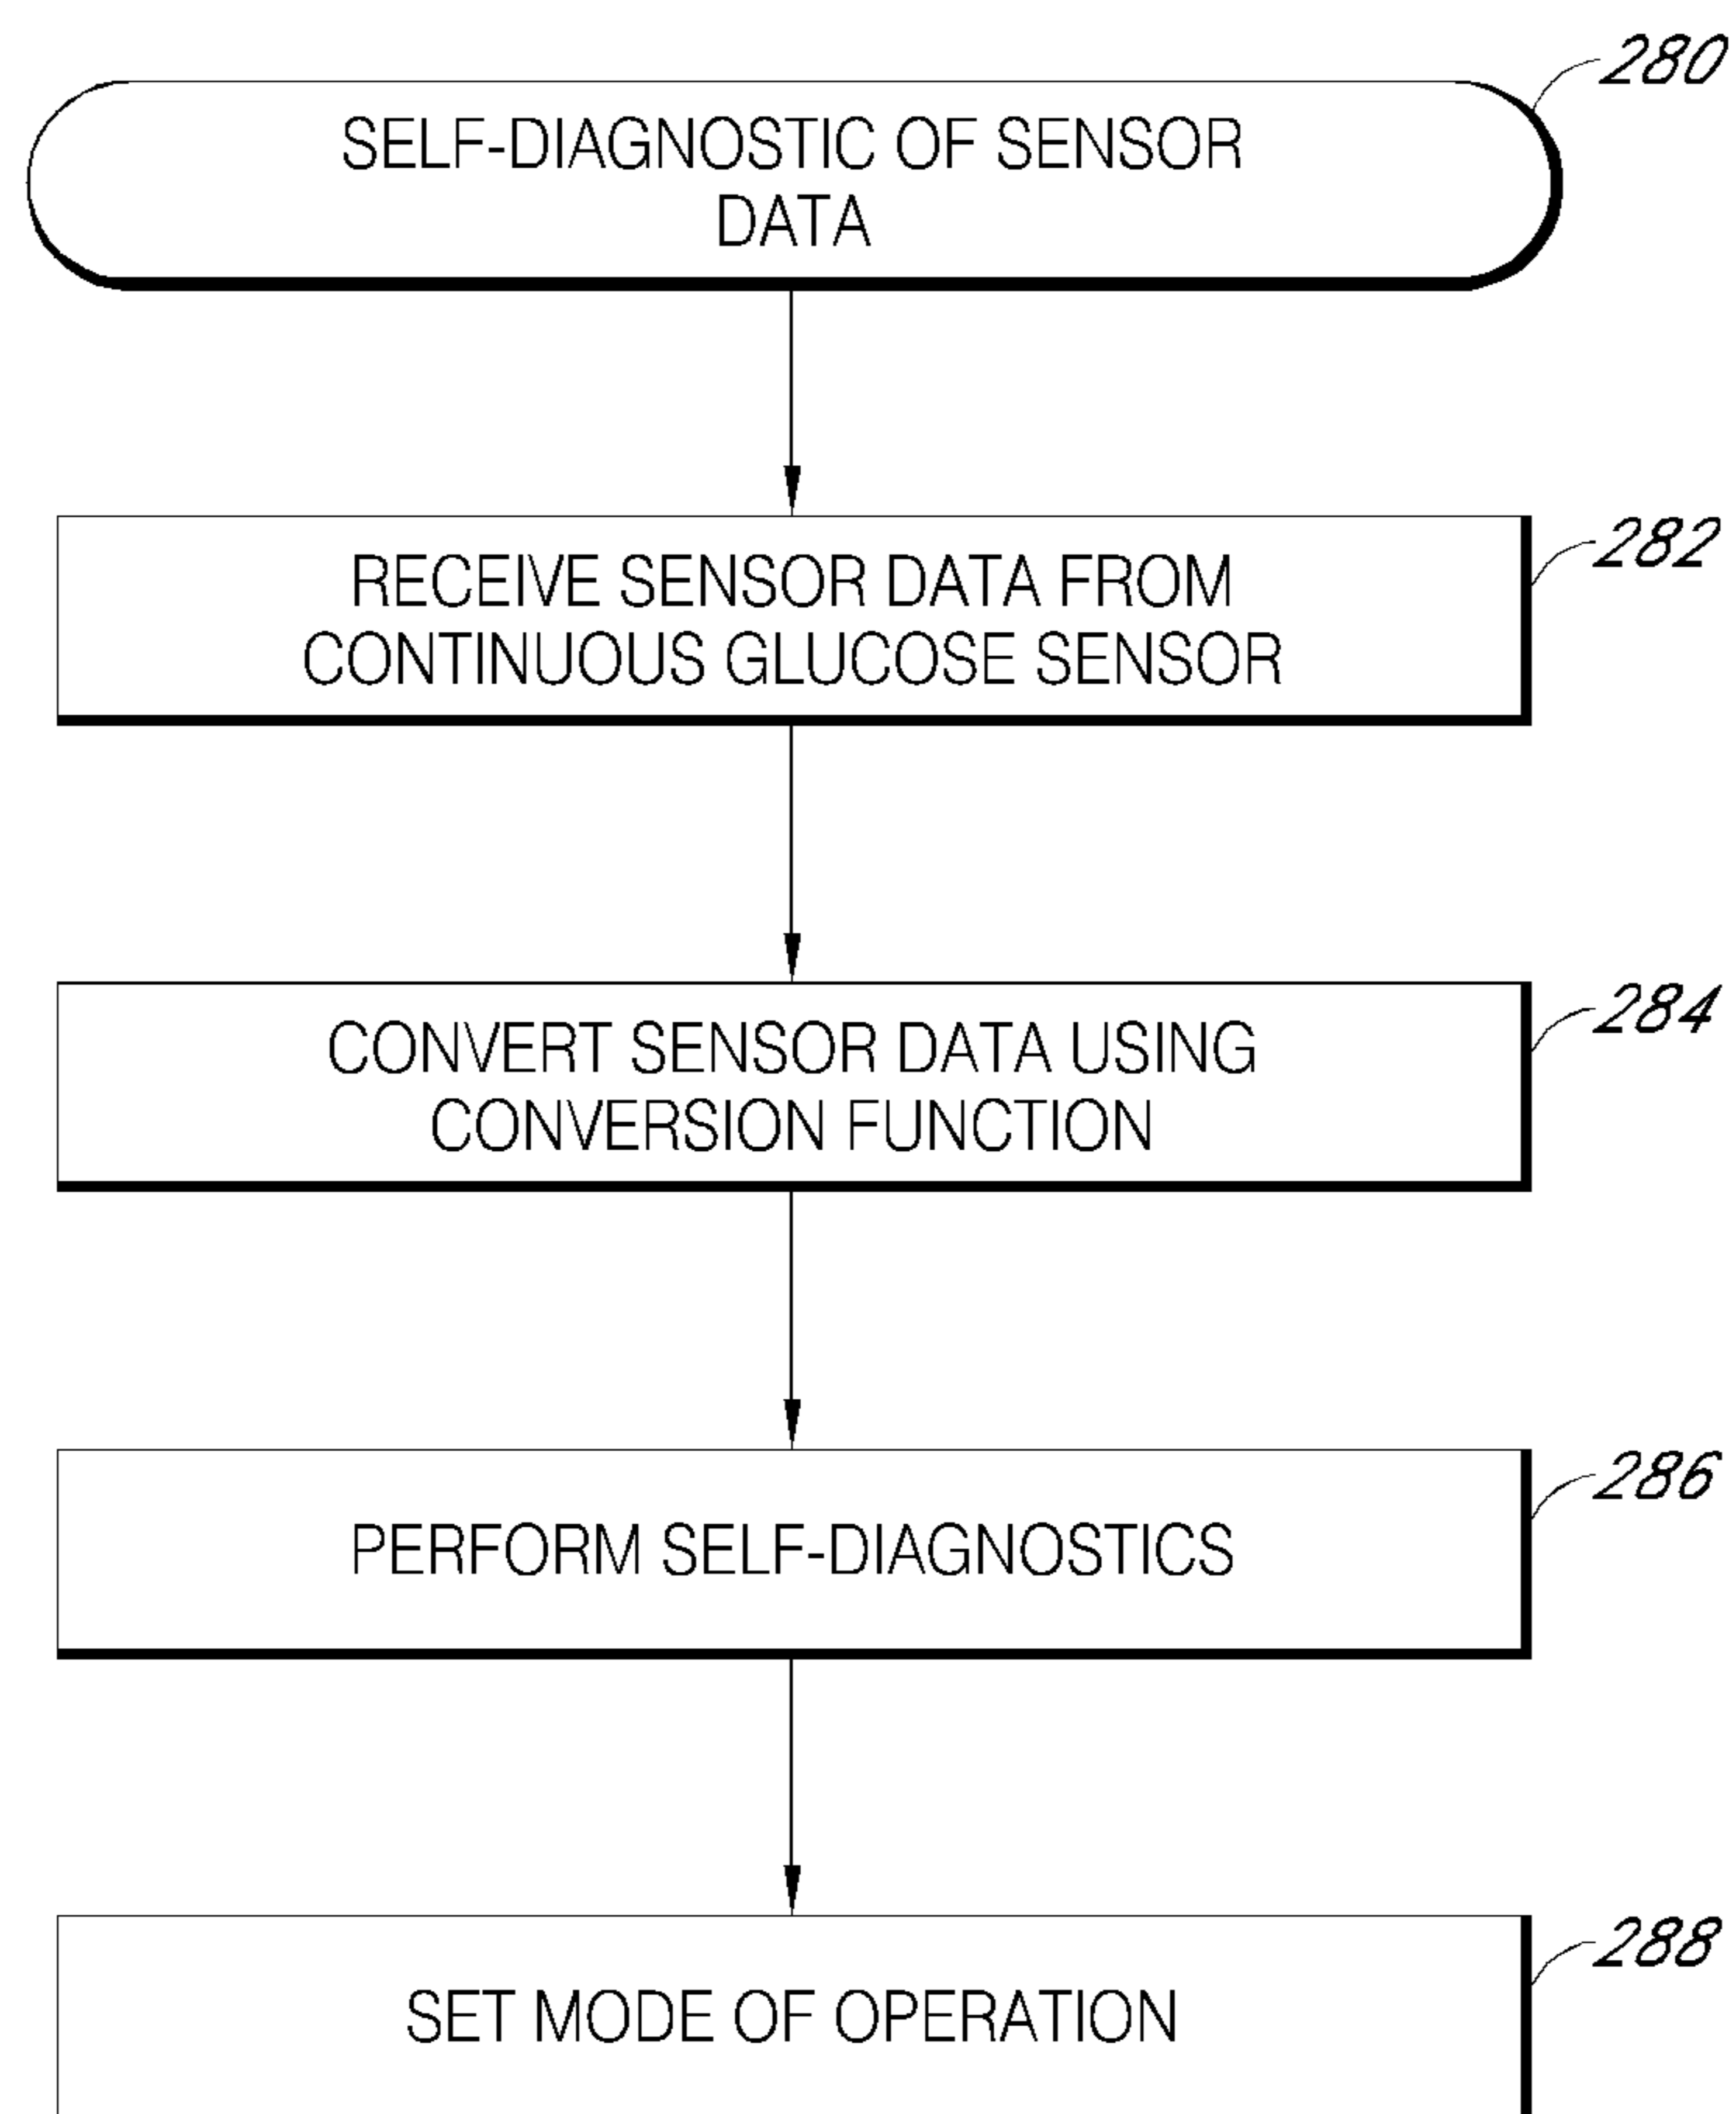 280
SELF-DIAGNOSTIC OF SENSOR
DATA
282
RECEIVE SENSOR DATA FROM
CONTINUOUS GLUCOSE SENSOR
284
CONVERT SENSOR DATA USING
CONVERSION FUNCTION
286
PERFORM SELF-DIAGNOSTICS
288
SET MODE OF OPERATION